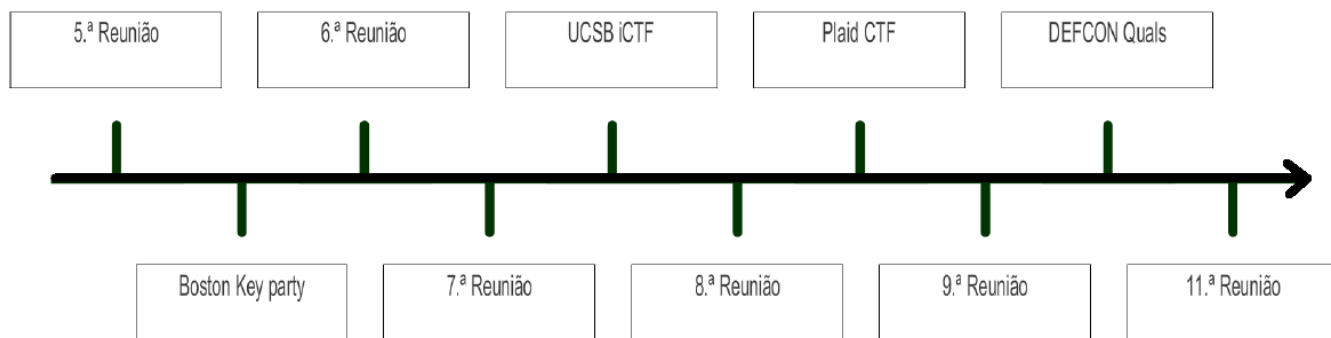 5.ª Reunião
6.ª Reunião
UCSB iCTF
Plaid CTF
DEFCON Quals
Boston Key party
7.ª Reunião
8.ª Reunião
9.ª Reunião
11.ª Reunião